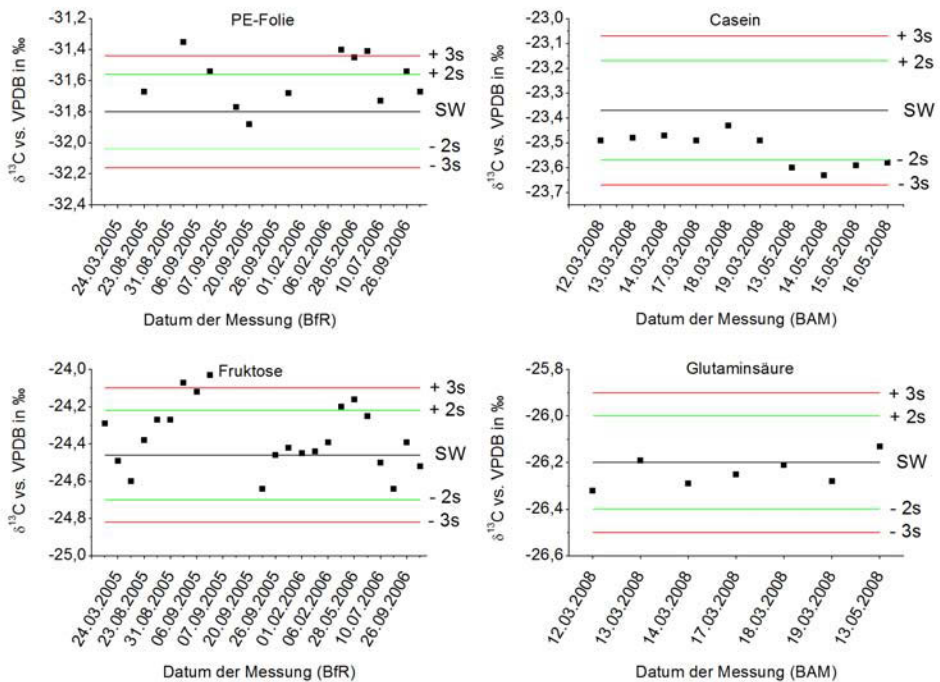 PE-Folie
-31,2
-31,4
-31,6
-31,8
-32,0
-32,2
-32,4
δ ¹³C vs. VPDB in ‰
+ 3s
+ 2s
SW
- 2s
- 3s
24.03.2005
23.08.2005
31.08.2005
06.09.2005
07.09.2005
20.09.2005
26.09.2005
01.02.2006
06.02.2006
28.05.2006
10.07.2006
26.09.2006
Datum der Messung (BfR)
Casein
-23,0
-23,1
-23,2
-23,3
-23,4
-23,5
-23,6
-23,7
δ ¹³C vs. VPDB in ‰
+ 3s
+ 2s
SW
- 2s
- 3s
12.03.2008
13.03.2008
14.03.2008
17.03.2008
18.03.2008
19.03.2008
13.05.2008
14.05.2008
15.05.2008
16.05.2008
Datum der Messung (BAM)
Fruktose
-24,0
-24,2
-24,4
-24,6
-24,8
-25,0
δ ¹³C vs. VPDB in ‰
+ 3s
+ 2s
SW
- 2s
- 3s
24.03.2005
23.08.2005
31.08.2005
06.09.2005
07.09.2005
20.09.2005
26.09.2005
01.02.2006
06.02.2006
28.05.2006
10.07.2006
26.09.2006
Datum der Messung (BfR)
Glutaminsäure
-25,8
-26,0
-26,2
-26,4
-26,6
δ ¹³C vs. VPDB in ‰
+ 3s
+ 2s
SW
- 2s
- 3s
12.03.2008
13.03.2008
14.03.2008
17.03.2008
18.03.2008
19.03.2008
13.05.2008
Datum der Messung (BAM)